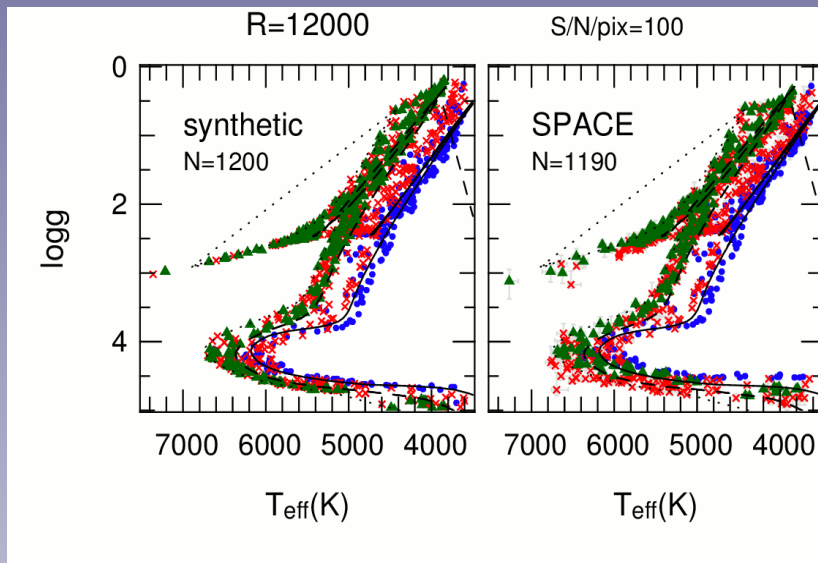 R=12000
S/N/pix=100
synthetic
N=1200
SPACE
N=1190
logg
0
2
4
7000 6000 5000 4000
7000 6000 5000 4000
Teff(K)
Teff(K)